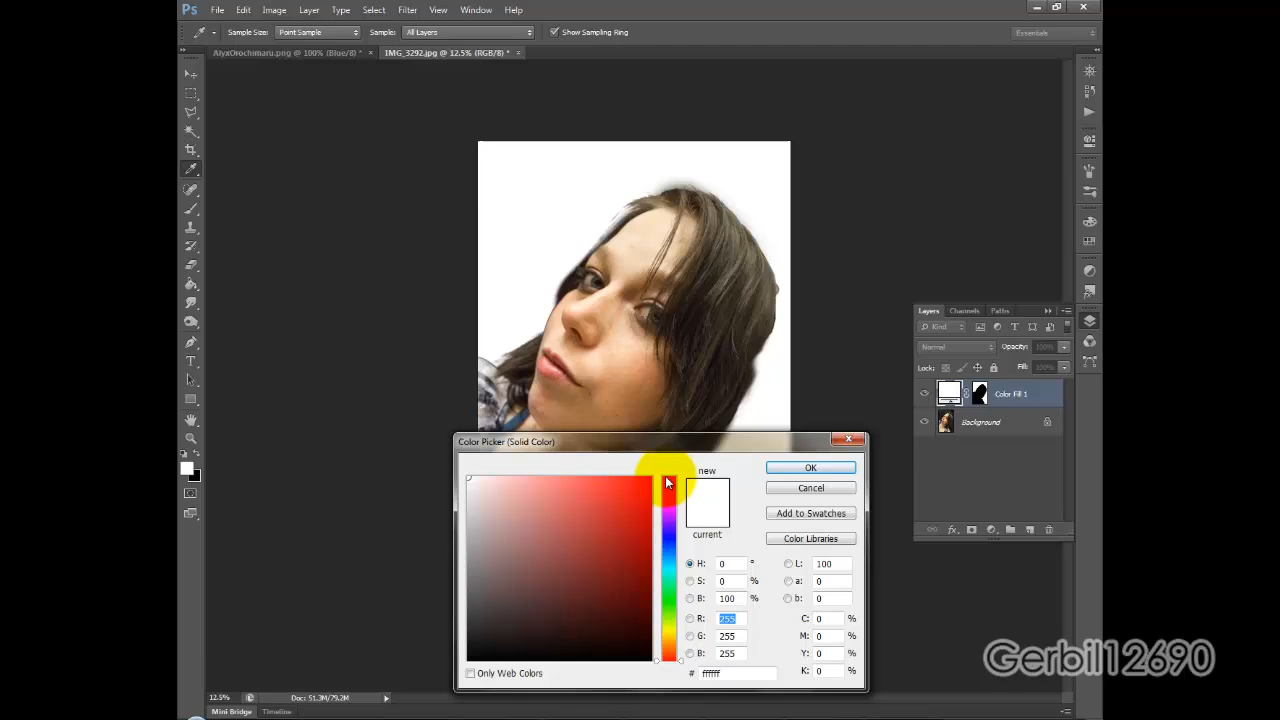 Ps File Edit Image Layer Type Select Filter View Window Help
Sample Size: Point Sample Sample: All Layers Show Sampling Ring Essentials
AlyxOrochimaru.png @ 100% (Blue/8) * × IMG_3292.jpg @ 12.5% (RGB/8) * ×
Layers Channels Paths
Kind
Normal Opacity: 100%
Lock: Fill: 100%
Color Fill 1
Background
fx
Color Picker (Solid Color)
new
current
OK
Cancel
Add to Swatches
Color Libraries
H: 0 ° L: 100
S: 0 % a: 0
B: 100 % b: 0
R: 255 C: 0 %
G: 255 M: 0 %
B: 255 Y: 0 %
# ffffff K: 0 %
Only Web Colors
Gerbil12690
12.5% Doc: 51.3M/79.2M
Mini Bridge Timeline